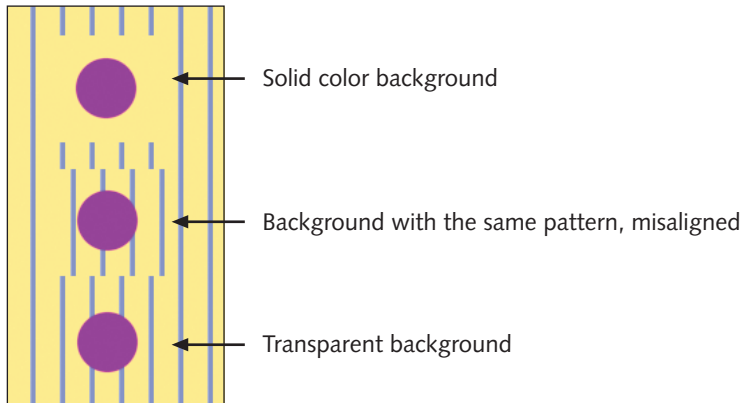 Solid color background
Background with the same pattern, misaligned
Transparent background